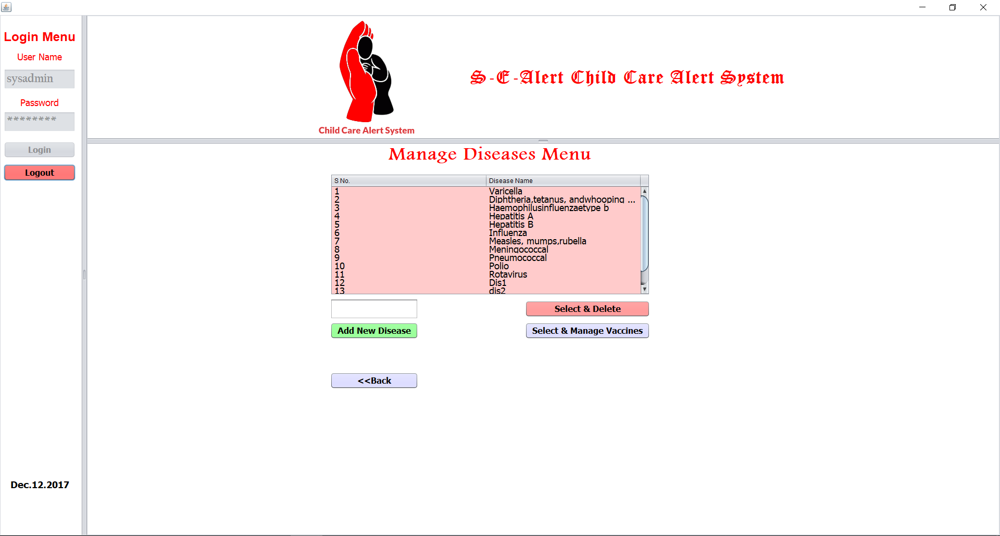 Login Menu
User Name
sysadmin
Password
********
Login
Logout
Dec.12.2017
Child Care Alert System
S-E-Alert Child Care Alert System
Manage Diseases Menu
S No. Disease Name
1 Varicella
2 Diphtheria,tetanus, andwhooping ...
3 Haemophilusinfluenzaetype b
4 Hepatitis A
5 Hepatitis B
6 Influenza
7 Measles, mumps,rubella
8 Meningococcal
9 Pneumococcal
10 Polio
11 Rotavirus
12 Dis1
13 dis2
Select & Delete
Add New Disease Select & Manage Vaccines
<<Back